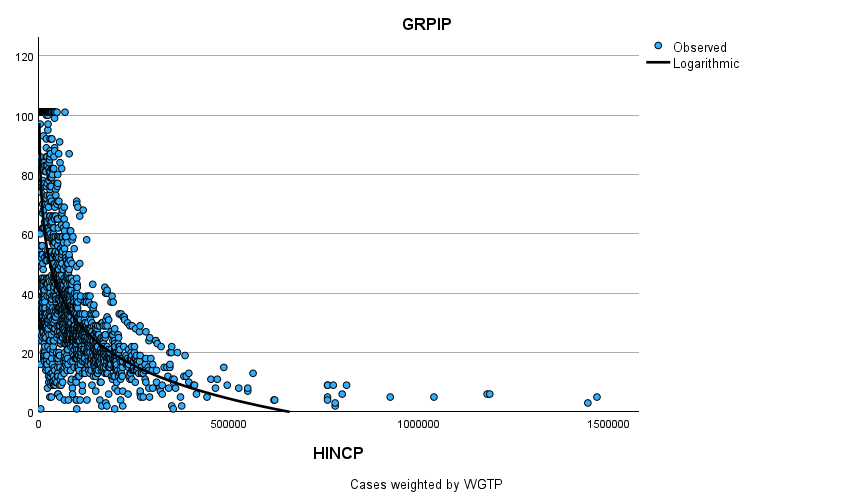 GRPIP
Observed
Logarithmic
120
100
80
60
40
20
0
0
500000
1000000
1500000
HINCP
Cases weighted by WGTP